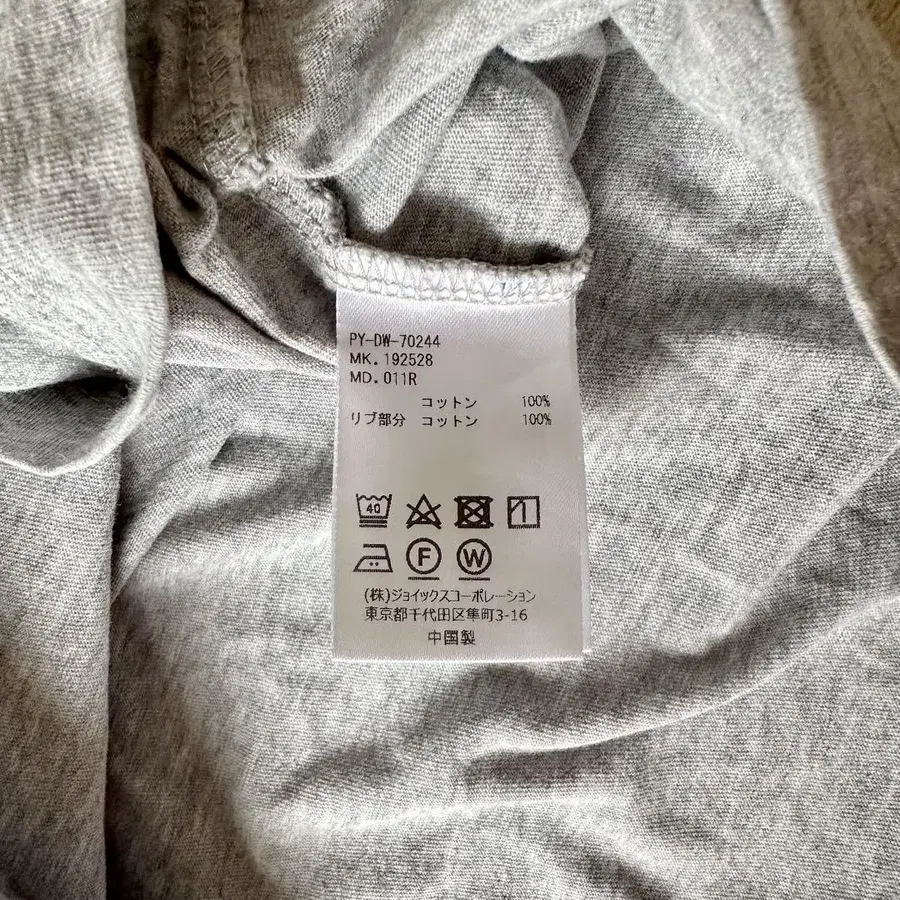 PY-DW-70244
MK. 192528
MD. 011R
コットン 100%
リブ部分 コットン 100%
40
F W
(株)ジョイックスコーポレーション
東京都千代田区隼町3-16
中国製